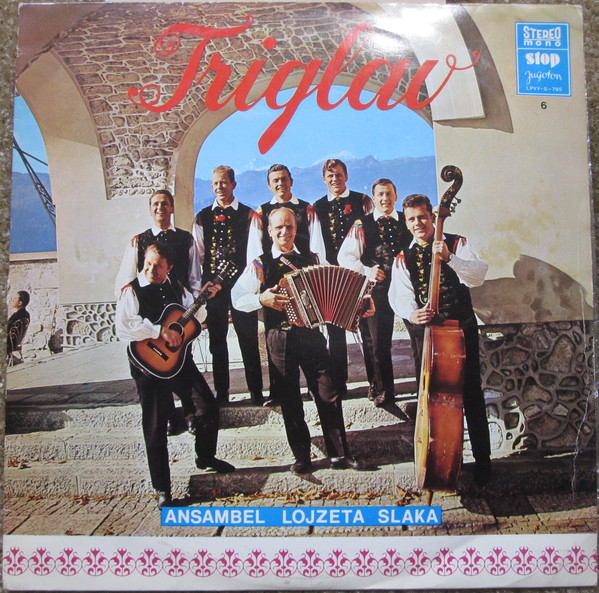 Triglav
STEREO
mono
stop
Jugoton
LPVY-S-795
6
ANSAMBEL LOJZETA SLAKA